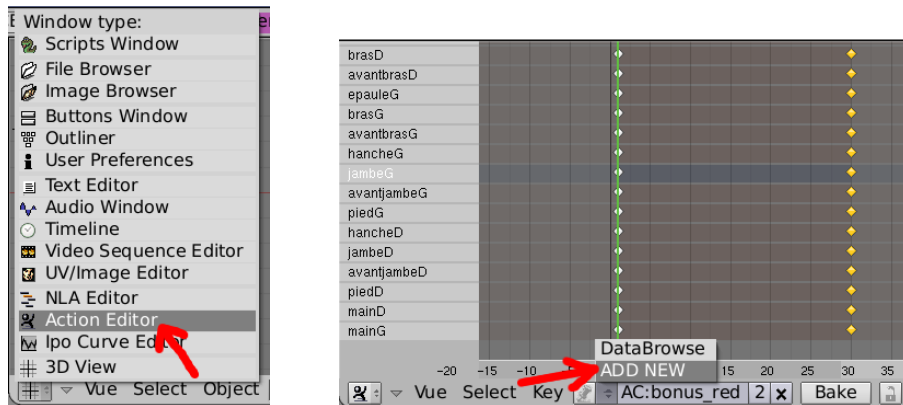 Window type:
Scripts Window
File Browser
Image Browser
Buttons Window
Outliner
User Preferences
Text Editor
Audio Window
Timeline
Video Sequence Editor
UV/Image Editor
NLA Editor
Action Editor
Ipo Curve Editor
3D View
Vue Select Object
brasD
avantbrasD
epauleG
brasG
avantbrasG
hancheG
jambeG
avantjambeG
piedG
hancheD
jambeD
avantjambeD
piedD
mainD
mainG
DataBrowse
ADD NEW
-20 -15 -10 15 20 25 30 35
Vue Select Key AC:bonus_red 2 x Bake